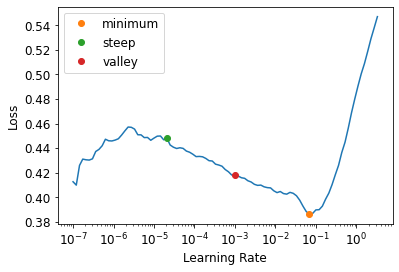 minimum
steep
valley
0.54
0.52
0.50
0.48
0.46
0.44
0.42
0.40
0.38
Loss
10⁻⁷ 10⁻⁶ 10⁻⁵ 10⁻⁴ 10⁻³ 10⁻² 10⁻¹ 10⁰
Learning Rate